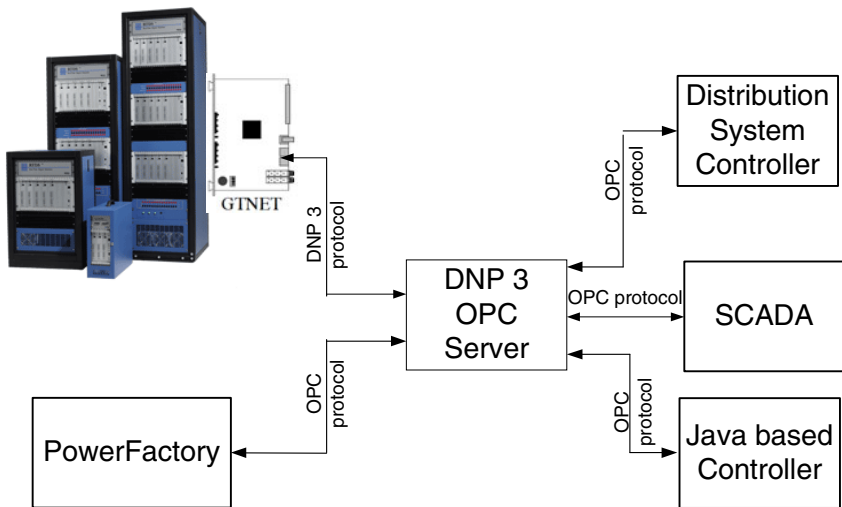 GTNET
DNP 3
protocol
Distribution
System
Controller
OPC
protocol
DNP 3
OPC
Server
OPC protocol
SCADA
OPC
protocol
PowerFactory
OPC
protocol
Java based
Controller